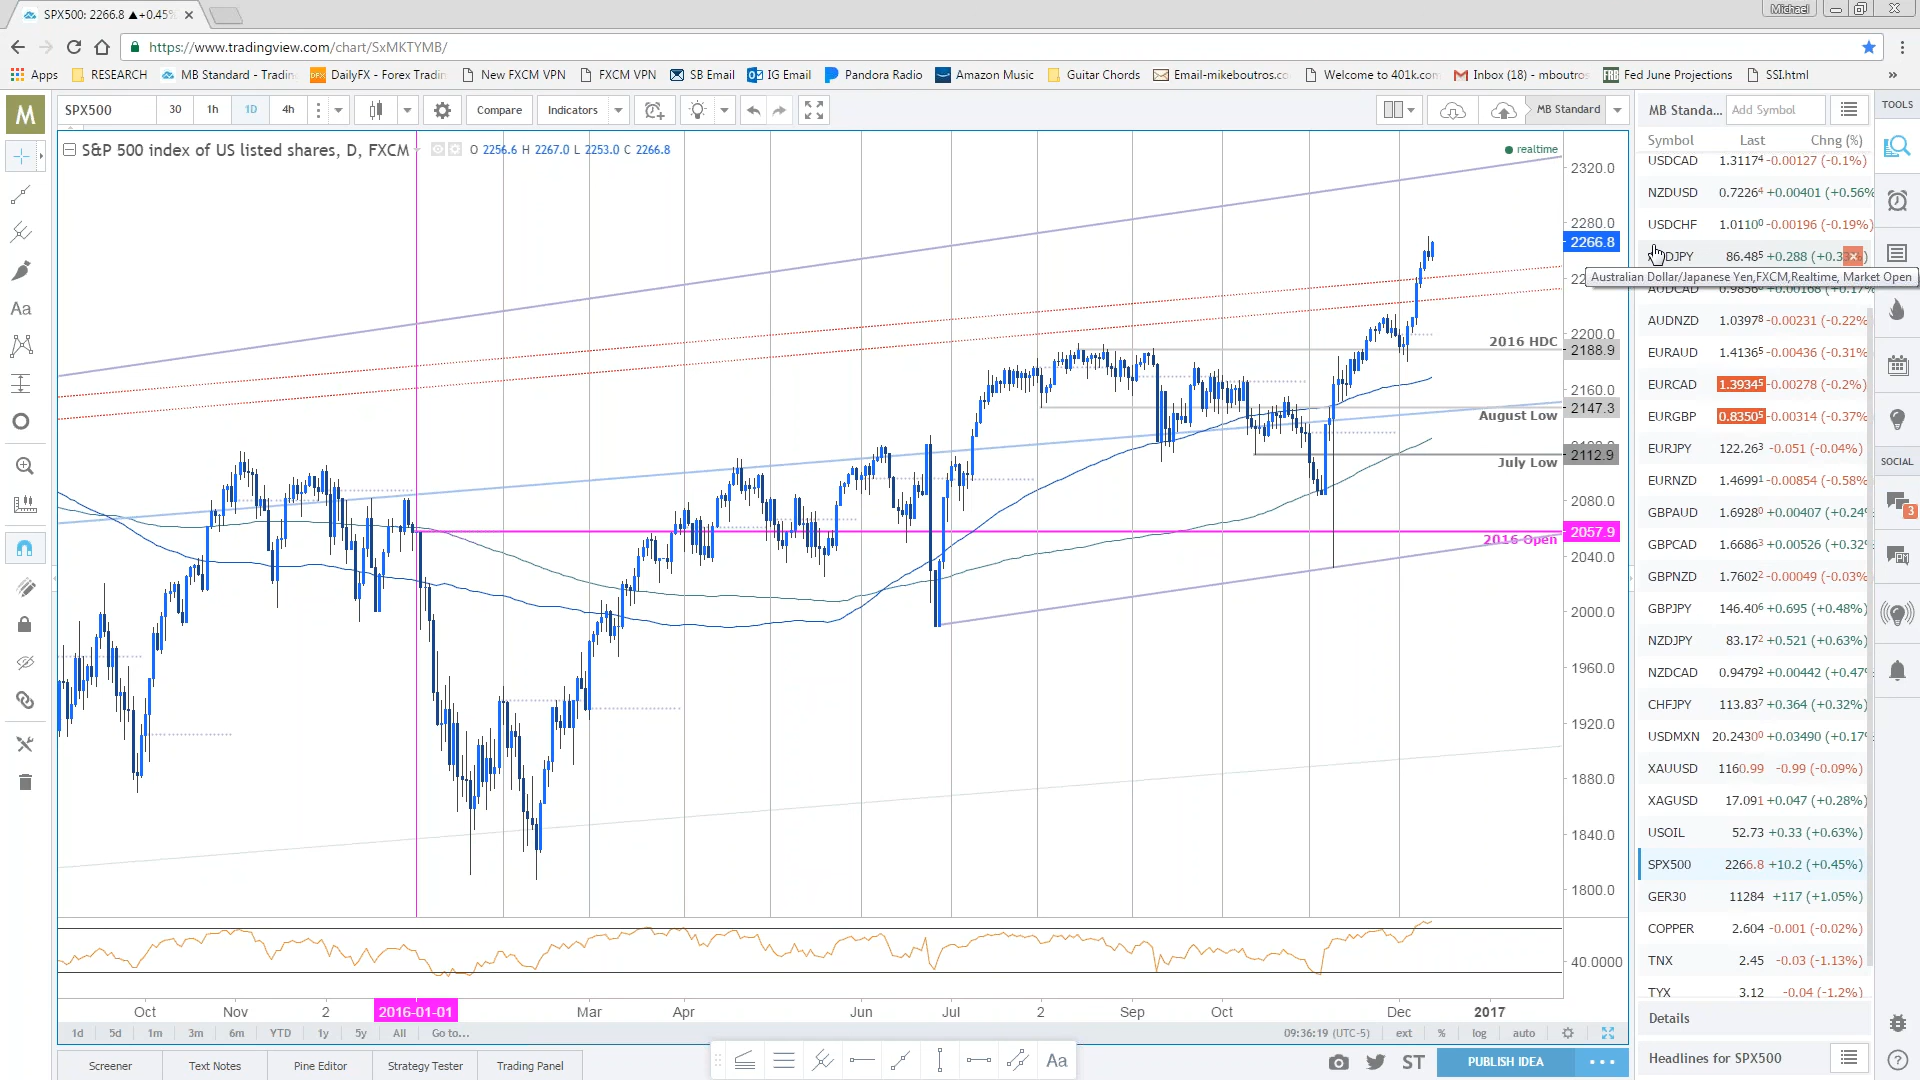 SPX500: 2266.8 ▲+0.45%
Michael
https://www.tradingview.com/chart/SxMKTYMB/
Apps RESEARCH MB Standard - Tradin DailyFX - Forex Tradin New FXCM VPN FXCM VPN SB Email IG Email Pandora Radio Amazon Music Guitar Chords Email-mikeboutros.co Welcome to 401k.com Inbox (18) - mboutros Fed June Projections SSI.html »
M SPX500 30 1h 1D 4h Compare Indicators MB Standard
S&P 500 index of US listed shares, D, FXCM O 2256.6 H 2267.0 L 2253.0 C 2266.8
realtime
2320.0
2280.0
2266.8
2200.0
2188.9
2160.0
2147.3
2112.9
2080.0
2057.9
2040.0
2000.0
1960.0
1920.0
1880.0
1840.0
1800.0
40.0000
2016 HDC
August Low
July Low
2016 Open
Oct Nov 2 2016-01-01 Mar Apr Jun Jul 2 Sep Oct Dec 2017
1d 5d 1m 3m 6m YTD 1y 5y All Go to... 09:36:19 (UTC-5) ext % log auto
Screener Text Notes Pine Editor Strategy Tester Trading Panel Aa ST PUBLISH IDEA
Aa
MB Standa... Add Symbol
Symbol Last Chng (%)
USDCAD 1.31174 -0.00127 (-0.1%)
NZDUSD 0.72264 +0.00401 (+0.56%
USDCHF 1.01100 -0.00196 (-0.19%)
DJPY 86.485 +0.288
Australian Dollar/Japanese Yen,FXCM,Realtime, Market Open
AUDCAD
AUDNZD 1.03978 -0.00231 (-0.22%
EURAUD 1.41365 -0.00436 (-0.31%
EURCAD 1.39345 -0.00278 (-0.2%)
EURGBP 0.83505 -0.00314 (-0.37%
EURJPY 122.263 -0.051 (-0.04%)
EURNZD 1.46991 -0.00854 (-0.58%
GBPAUD 1.69280 +0.00407 (+0.24%
GBPCAD 1.66863 +0.00526 (+0.32%
GBPNZD 1.76022 -0.00049 (-0.03%
GBPJPY 146.406 +0.695 (+0.48%)
NZDJPY 83.172 +0.521 (+0.63%)
NZDCAD 0.94792 +0.00442 (+0.47%
CHFJPY 113.837 +0.364 (+0.32%)
USDMXN 20.24300 +0.03490 (+0.17%
XAUUSD 1160.99 -0.99 (-0.09%)
XAGUSD 17.091 +0.047 (+0.28%)
USOIL 52.73 +0.33 (+0.63%)
SPX500 2266.8 +10.2 (+0.45%)
GER30 11284 +117 (+1.05%)
COPPER 2.604 -0.001 (-0.02%)
TNX 2.45 -0.03 (-1.13%)
TYX 3.12 -0.04 (-1.2%)
Details
Headlines for SPX500
TOOLS
SOCIAL
3